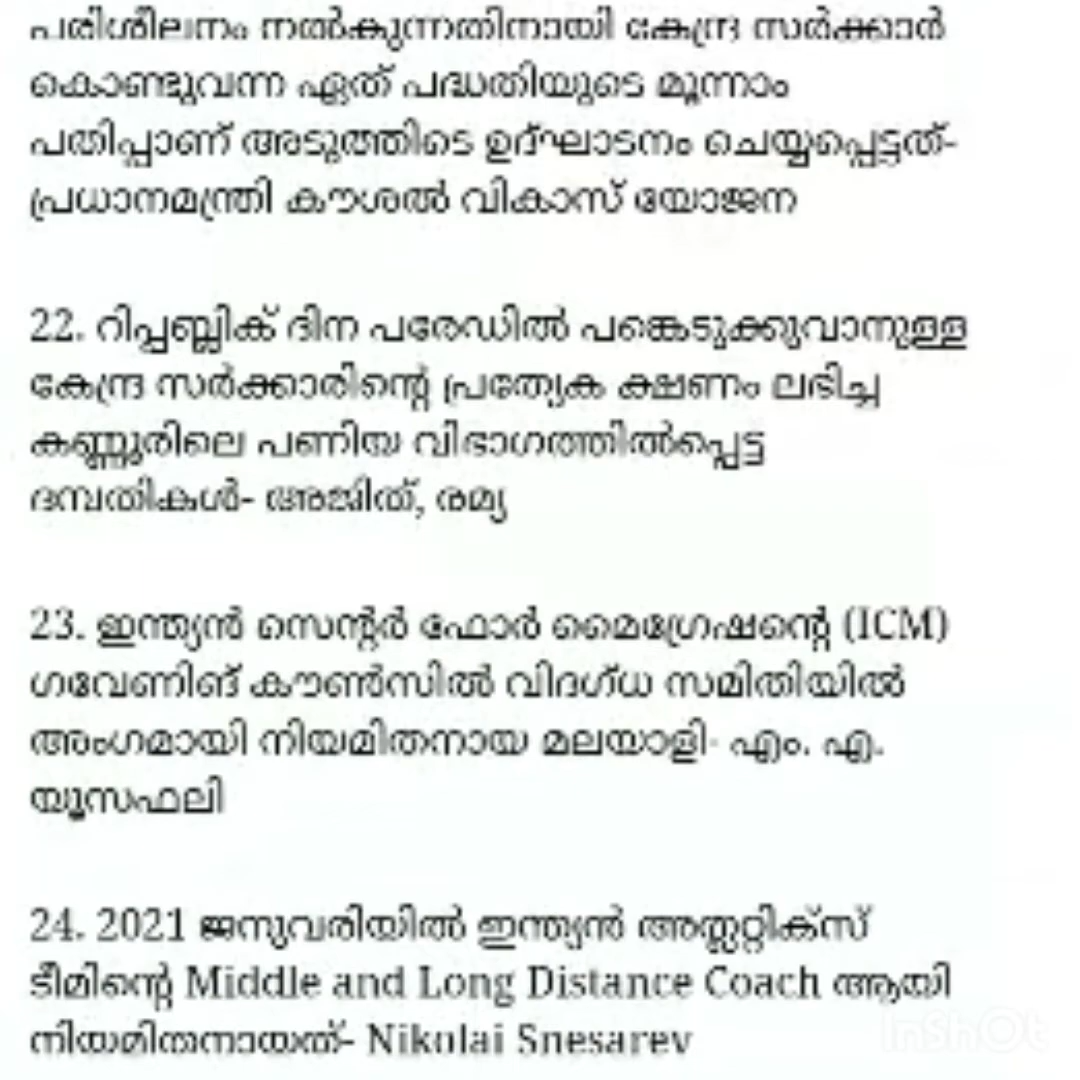 പരിശീലനം നൽകുന്നതിനായി കേന്ദ്ര സർക്കാർ
കൊണ്ടുവന്ന ഏത് പദ്ധതിയുടെ മൂന്നാം
പതിപ്പാണ് അടുത്തിടെ ഉദ്ഘാടനം ചെയ്യപ്പെട്ടത്-
പ്രധാനമന്ത്രി കൗശൽ വികാസ് യോജന
22. റിപ്പബ്ലിക് ദിന പരേഡിൽ പങ്കെടുക്കുവാനുള്ള
കേന്ദ്ര സർക്കാരിന്റെ പ്രത്യേക ക്ഷണം ലഭിച്ച
കണ്ണൂരിലെ പണിയ വിഭാഗത്തിൽപ്പെട്ട
ദമ്പതികൾ- അജിത്, രമ്യ
23. ഇന്ത്യൻ സെന്റർ ഫോർ മൈഗ്രേഷന്റെ (ICM)
ഗവേണിങ് കൗൺസിൽ വിദഗ്ധ സമിതിയിൽ
അംഗമായി നിയമിതനായ മലയാളി- എം. എ.
യൂസഫലി
24. 2021 ജനുവരിയിൽ ഇന്ത്യൻ അത്ലറ്റിക്സ്
ടീമിന്റെ Middle and Long Distance Coach ആയി
നിയമിതനായത്- Nikolai Snesarev
InShOt